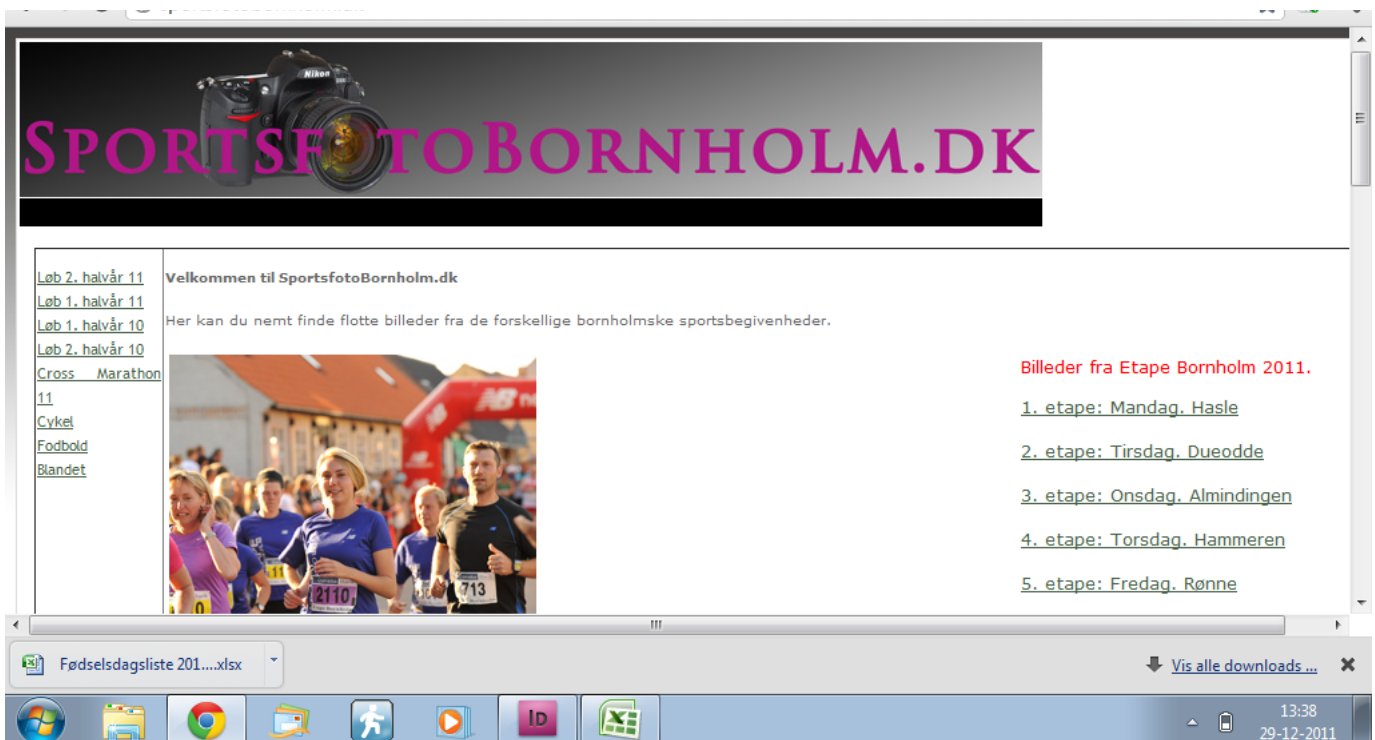 Nikon
SPORTSFOTOBORNHOLM.DK
Løb 2. halvår 11
Løb 1. halvår 11
Løb 1. halvår 10
Løb 2. halvår 10
Cross Marathon
11
Cykel
Fodbold
Blandet
Velkommen til SportsfotoBornholm.dk
Her kan du nemt finde flotte billeder fra de forskellige bornholmske sportsbegivenheder.
2110
713
Billeder fra Etape Bornholm 2011.
1. etape: Mandag. Hasle
2. etape: Tirsdag. Dueodde
3. etape: Onsdag. Almindingen
4. etape: Torsdag. Hammeren
5. etape: Fredag. Rønne
Fødselsdagsliste 201....xlsx
Vis alle downloads ...
ID
13:38
29-12-2011